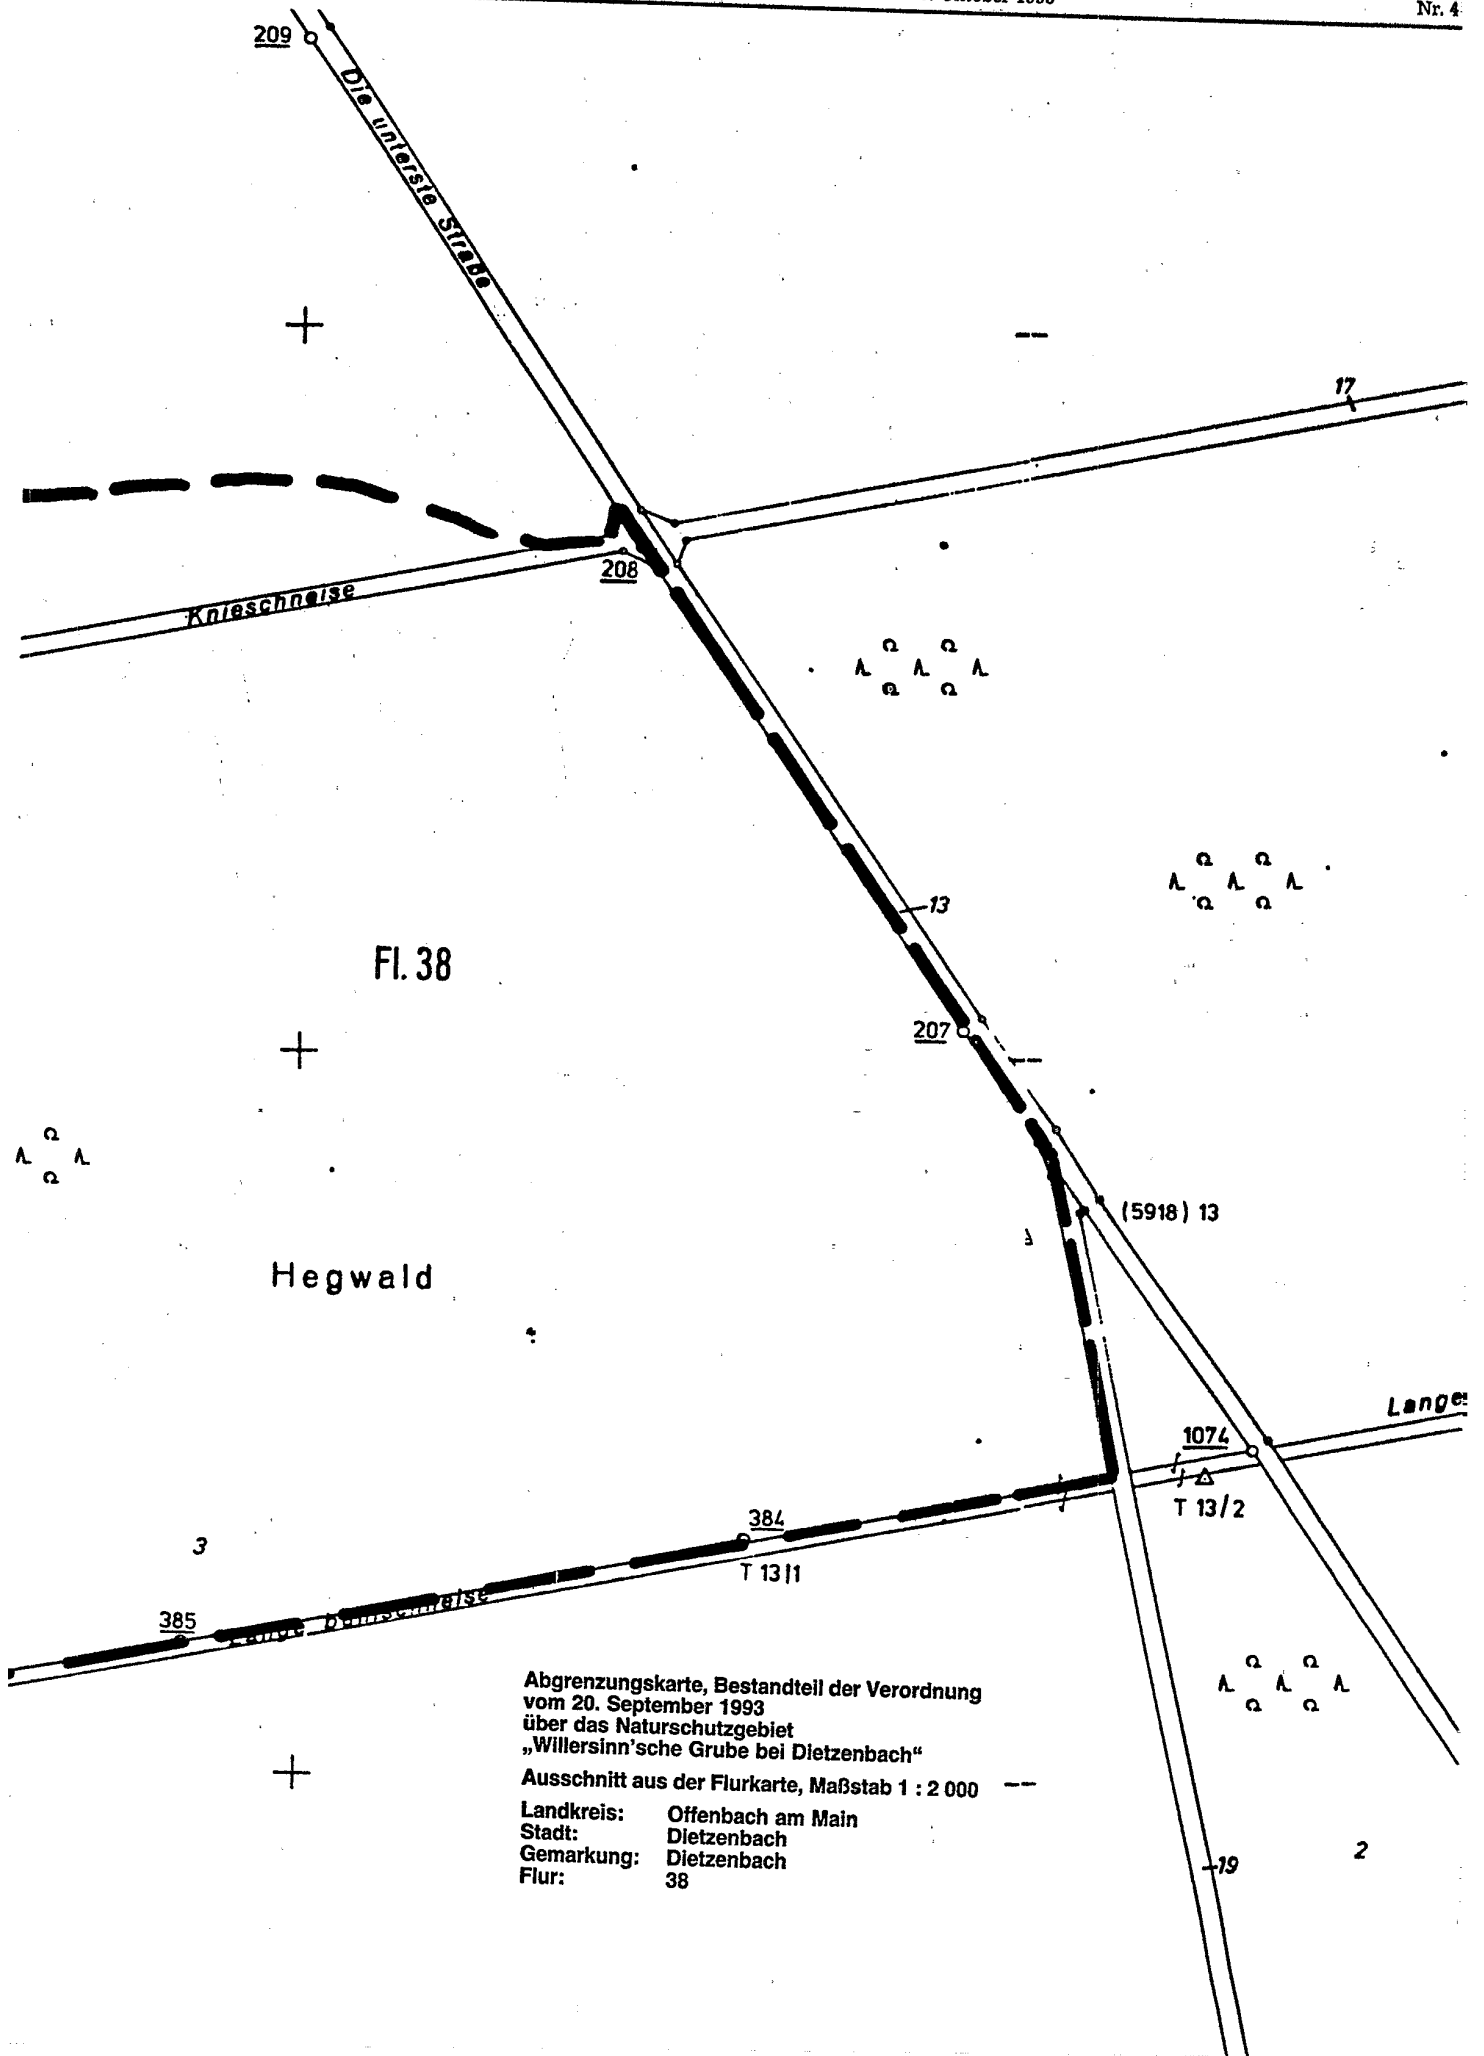 Nr. 4
209
Die unterste Straße
17
208
Knieschneise
13
Fl. 38
207
(5918) 13
Hegwald
Lange
1074
T 13/2
384
T 13/1
3
385
Lange
Abgrenzungskarte, Bestandteil der Verordnung
vom 20. September 1993
über das Naturschutzgebiet
„Willersinn'sche Grube bei Dietzenbach“
Ausschnitt aus der Flurkarte, Maßstab 1 : 2 000
Landkreis: Offenbach am Main
Stadt: Dietzenbach
Gemarkung: Dietzenbach
Flur: 38
19
2